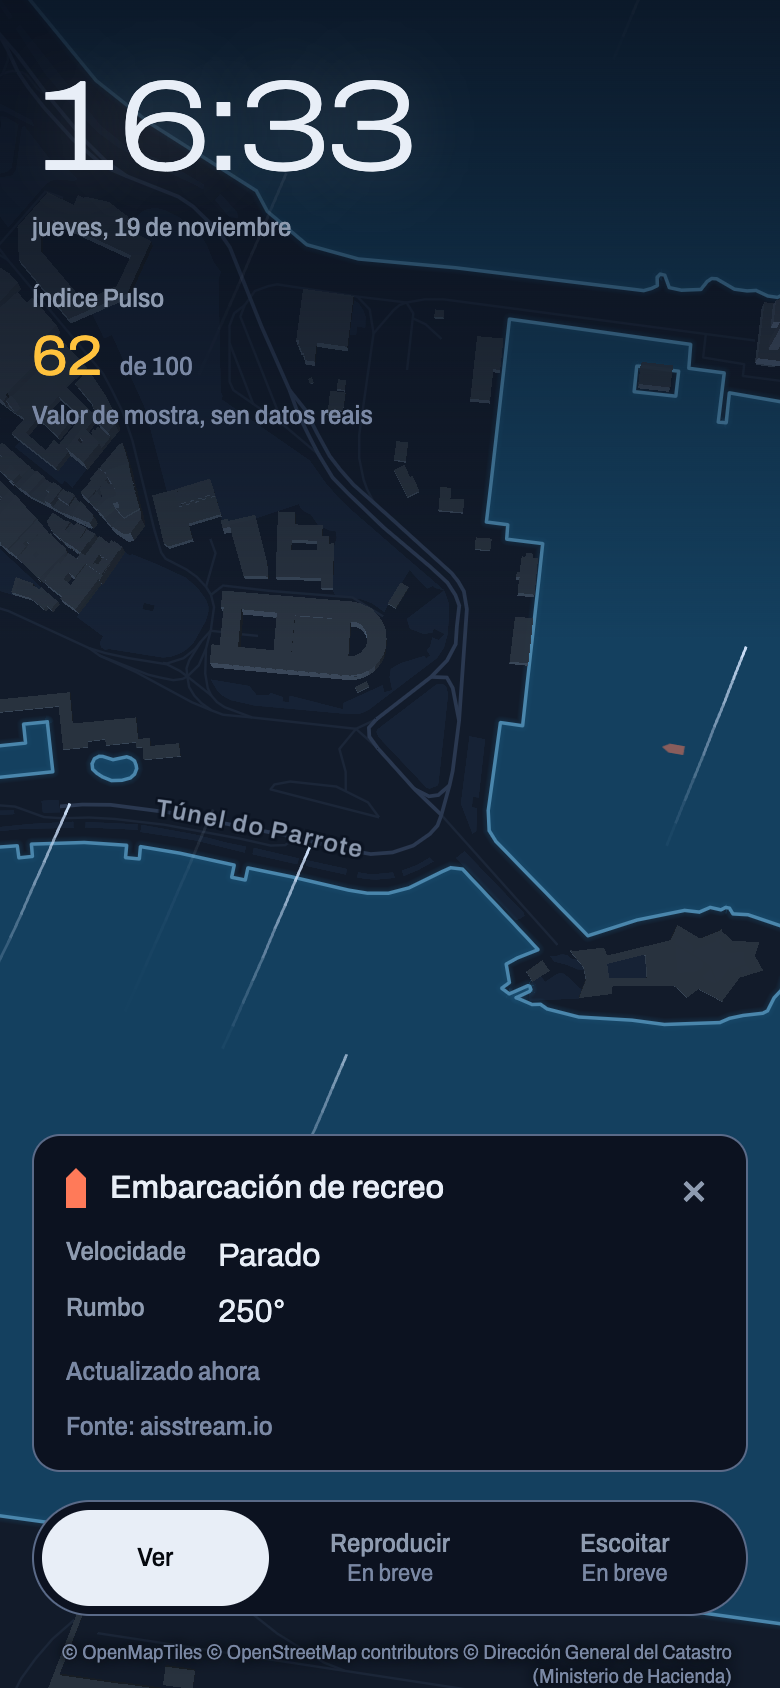 16:33
jueves, 19 de noviembre
Índice Pulso
62 de 100
Valor de mostra, sen datos reais
Túnel do Parrote
Embarcación de recreo
Velocidade Parado
Rumbo 250°
Actualizado ahora
Fonte: aisstream.io
Ver
Reproducir
En breve
Escoitar
En breve
© OpenMapTiles © OpenStreetMap contributors © Dirección General del Catastro
(Ministerio de Hacienda)